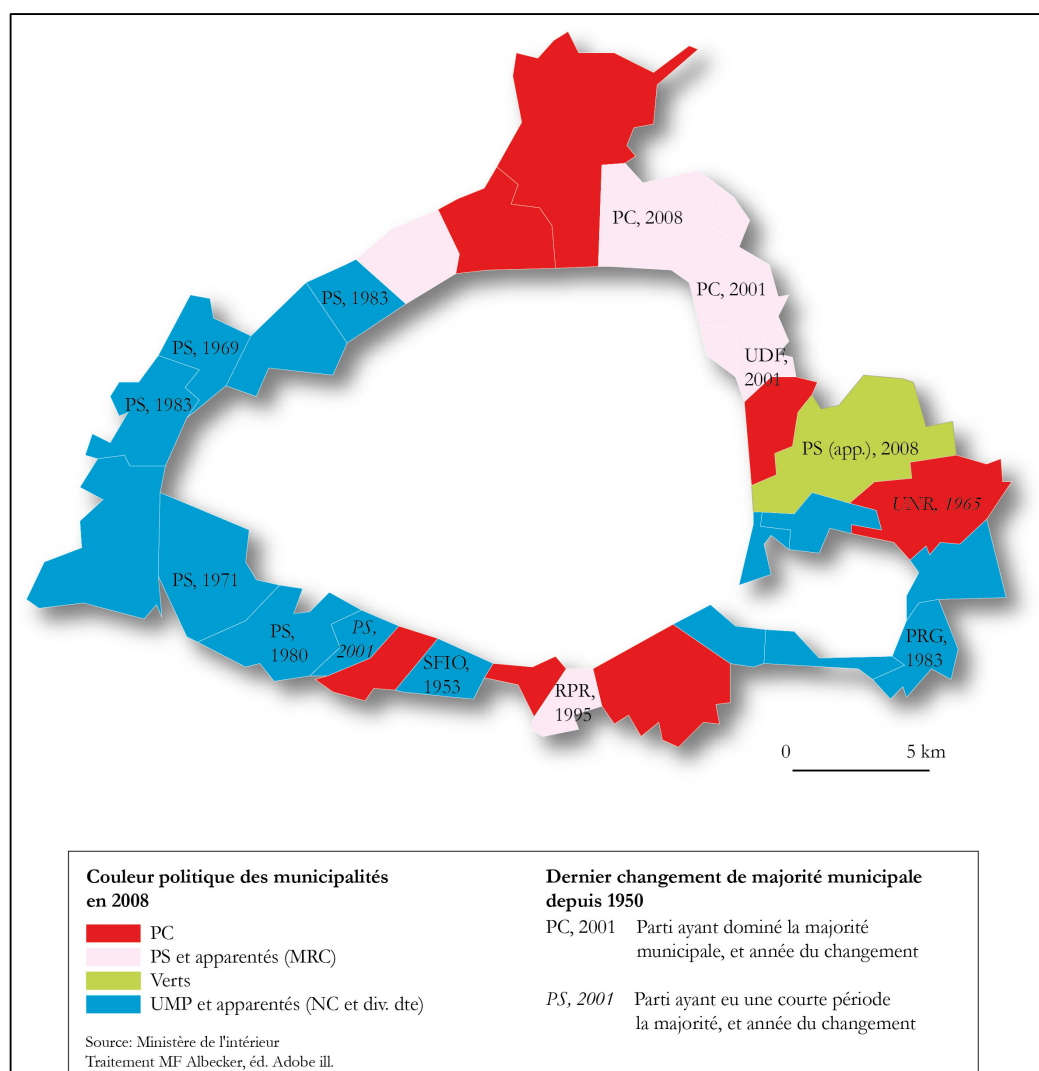 PC, 2008
PS, 1983
PC, 2001
PS, 1969
UDF,
2001
PS, 1983
PS (app.), 2008
UNR, 1965
PS, 1971
PS,
1980
PS,
2001
SFIO,
1953
PRG,
1983
RPR,
1995
0 5 km
Couleur politique des municipalités
en 2008
PC
PS et apparentés (MRC)
Verts
UMP et apparentés (NC et div. dte)
Source: Ministère de l'intérieur
Traitement MF Albecker, éd. Adobe ill.
Dernier changement de majorité municipale
depuis 1950
PC, 2001 Parti ayant dominé la majorité
municipale, et année du changement
PS, 2001 Parti ayant eu une courte période
la majorité, et année du changement